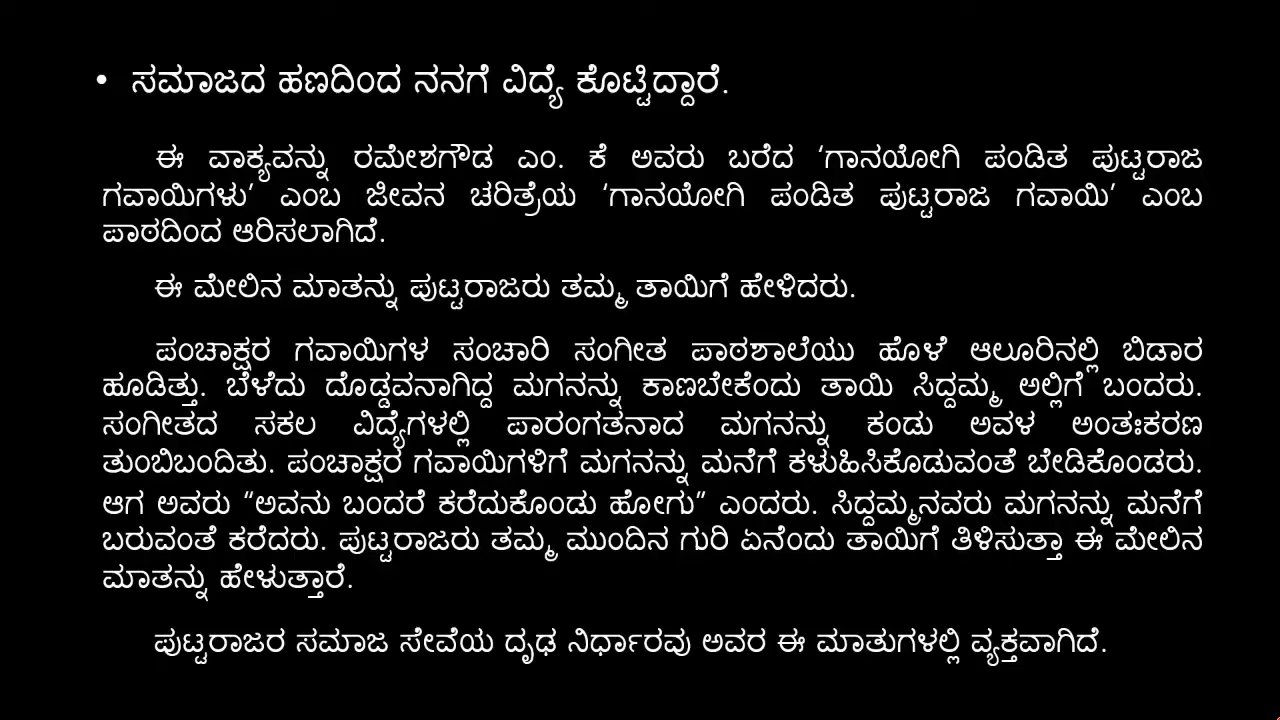 • ಸಮಾಜದ ಹಣದಿಂದ ನನಗೆ ವಿದ್ಯೆ ಕೊಟ್ಟಿದ್ದಾರೆ.
ಈ ವಾಕ್ಯವನ್ನು ರಮೇಶಗೌಡ ಎಂ. ಕೆ ಅವರು ಬರೆದ ‘ಗಾನಯೋಗಿ ಪಂಡಿತ ಪುಟ್ಟರಾಜ
ಗವಾಯಿಗಳು’ ಎಂಬ ಜೀವನ ಚರಿತ್ರೆಯ ‘ಗಾನಯೋಗಿ ಪಂಡಿತ ಪುಟ್ಟರಾಜ ಗವಾಯಿ’ ಎಂಬ
ಪಾಠದಿಂದ ಆರಿಸಲಾಗಿದೆ.
ಈ ಮೇಲಿನ ಮಾತನ್ನು ಪುಟ್ಟರಾಜರು ತಮ್ಮ ತಾಯಿಗೆ ಹೇಳಿದರು.
ಪಂಚಾಕ್ಷರ ಗವಾಯಿಗಳ ಸಂಚಾರಿ ಸಂಗೀತ ಪಾಠಶಾಲೆಯು ಹೊಳೆ ಆಲೂರಿನಲ್ಲಿ ಬಿಡಾರ
ಹೂಡಿತ್ತು. ಬೆಳೆದು ದೊಡ್ಡವನಾಗಿದ್ದ ಮಗನನ್ನು ಕಾಣಬೇಕೆಂದು ತಾಯಿ ಸಿದ್ದಮ್ಮ ಅಲ್ಲಿಗೆ ಬಂದರು.
ಸಂಗೀತದ ಸಕಲ ವಿದ್ಯೆಗಳಲ್ಲಿ ಪಾರಂಗತನಾದ ಮಗನನ್ನು ಕಂಡು ಅವಳ ಅಂತಃಕರಣ
ತುಂಬಿಬಂದಿತು. ಪಂಚಾಕ್ಷರ ಗವಾಯಿಗಳಿಗೆ ಮಗನನ್ನು ಮನೆಗೆ ಕಳುಹಿಸಿಕೊಡುವಂತೆ ಬೇಡಿಕೊಂಡರು.
ಆಗ ಅವರು “ಅವನು ಬಂದರೆ ಕರೆದುಕೊಂಡು ಹೋಗು” ಎಂದರು. ಸಿದ್ದಮ್ಮನವರು ಮಗನನ್ನು ಮನೆಗೆ
ಬರುವಂತೆ ಕರೆದರು. ಪುಟ್ಟರಾಜರು ತಮ್ಮ ಮುಂದಿನ ಗುರಿ ಏನೆಂದು ತಾಯಿಗೆ ತಿಳಿಸುತ್ತಾ ಈ ಮೇಲಿನ
ಮಾತನ್ನು ಹೇಳುತ್ತಾರೆ.
ಪುಟ್ಟರಾಜರ ಸಮಾಜ ಸೇವೆಯ ದೃಢ ನಿರ್ಧಾರವು ಅವರ ಈ ಮಾತುಗಳಲ್ಲಿ ವ್ಯಕ್ತವಾಗಿದೆ.